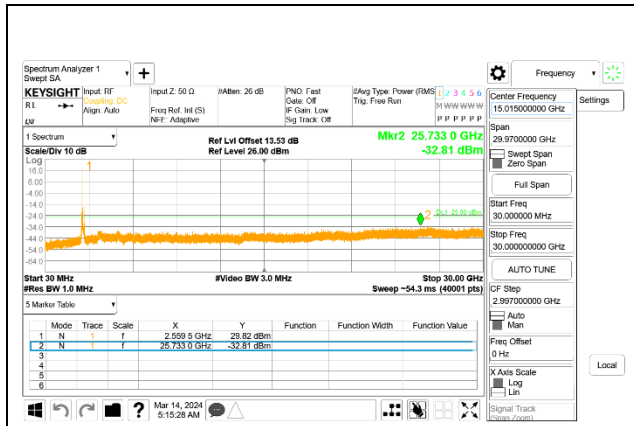 Spectrum Analyzer 1
Swept SA
Frequency
KEYSIGHT
Input: RF
Input Z: 50 Ω
#Atten: 26 dB
PNO: Fast
#Avg Type: Power (RMS
1 2 3 4 5 6
R L
Coupling: DC
Gate: Off
Trig: Free Run
Align: Auto
Freq Ref: Int (S)
IF Gain: Low
M W W W W W
NFE: Adaptive
Sig Track: Off
P P P P P P
Center Frequency
15.015000000 GHz
Settings
Span
29.9700000 GHz
Swept Span
Zero Span
Full Span
Start Freq
30.000000 MHz
Stop Freq
30.00000000 GHz
AUTO TUNE
CF Step
2.997000000 GHz
Auto
Man
Freq Offset
0 Hz
X Axis Scale
Log
Lin
Local
Signal Track
(Span Zoom)
1 Spectrum
Scale/Div 10 dB
Ref Lvl Offset 13.53 dB
Ref Level 26.00 dBm
Mkr2 25.733 0 GHz
-32.81 dBm
Log
16.0
6.00
-4.00
-14.0
-24.0
-34.0
-44.0
-54.0
-64.0
1
2
DL1 -25.00 dBm
Start 30 MHz
#Video BW 3.0 MHz
Stop 30.00 GHz
#Res BW 1.0 MHz
Sweep ~54.3 ms (40001 pts)
5 Marker Table
Mode Trace Scale X Y Function Function Width Function Value
1 N 1 f 2.559 5 GHz 29.82 dBm
2 N 1 f 25.733 0 GHz -32.81 dBm
3
4
5
6
?
Mar 14, 2024
5:15:28 AM